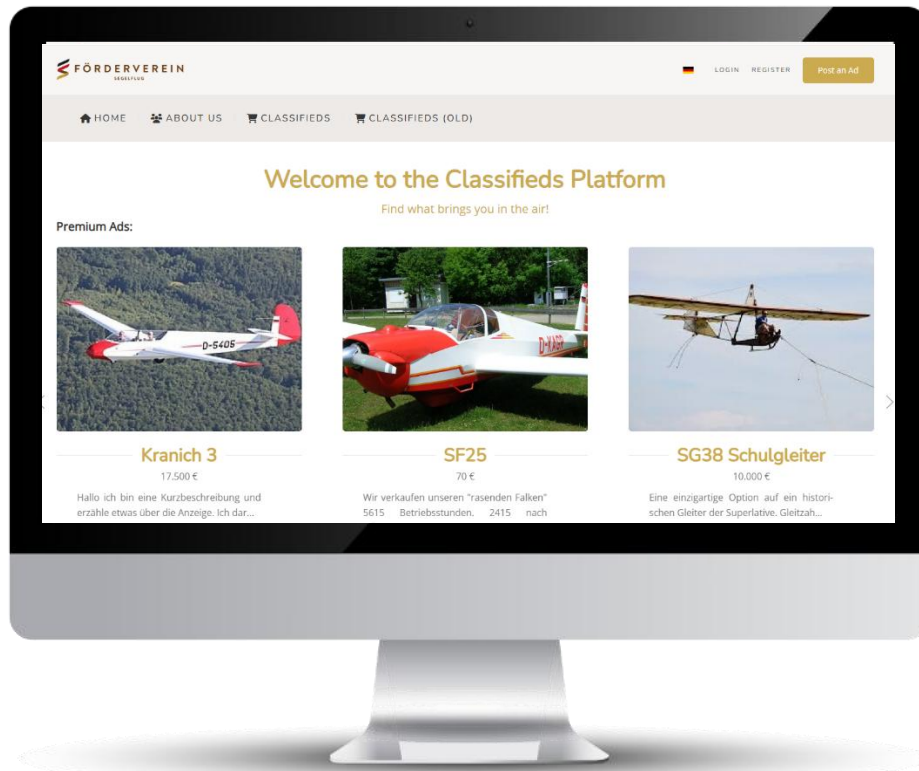 FÖRDERVEREIN
SEGELFLUG
LOGIN REGISTER Post an Ad
HOME ABOUT US CLASSIFIEDS CLASSIFIEDS (OLD)
Welcome to the Classifieds Platform
Find what brings you in the air!
Premium Ads:
D-5405
D-KAGR
Kranich 3
17.500 €
Hallo ich bin eine Kurzbeschreibung und
erzähle etwas über die Anzeige. Ich dar...
SF25
70 €
Wir verkaufen unseren "rasenden Falken"
5615 Betriebsstunden. 2415 nach
SG38 Schulgleiter
10.000 €
Eine einzigartige Option auf ein histori-
schen Gleiter der Superlative. Gleitzah...